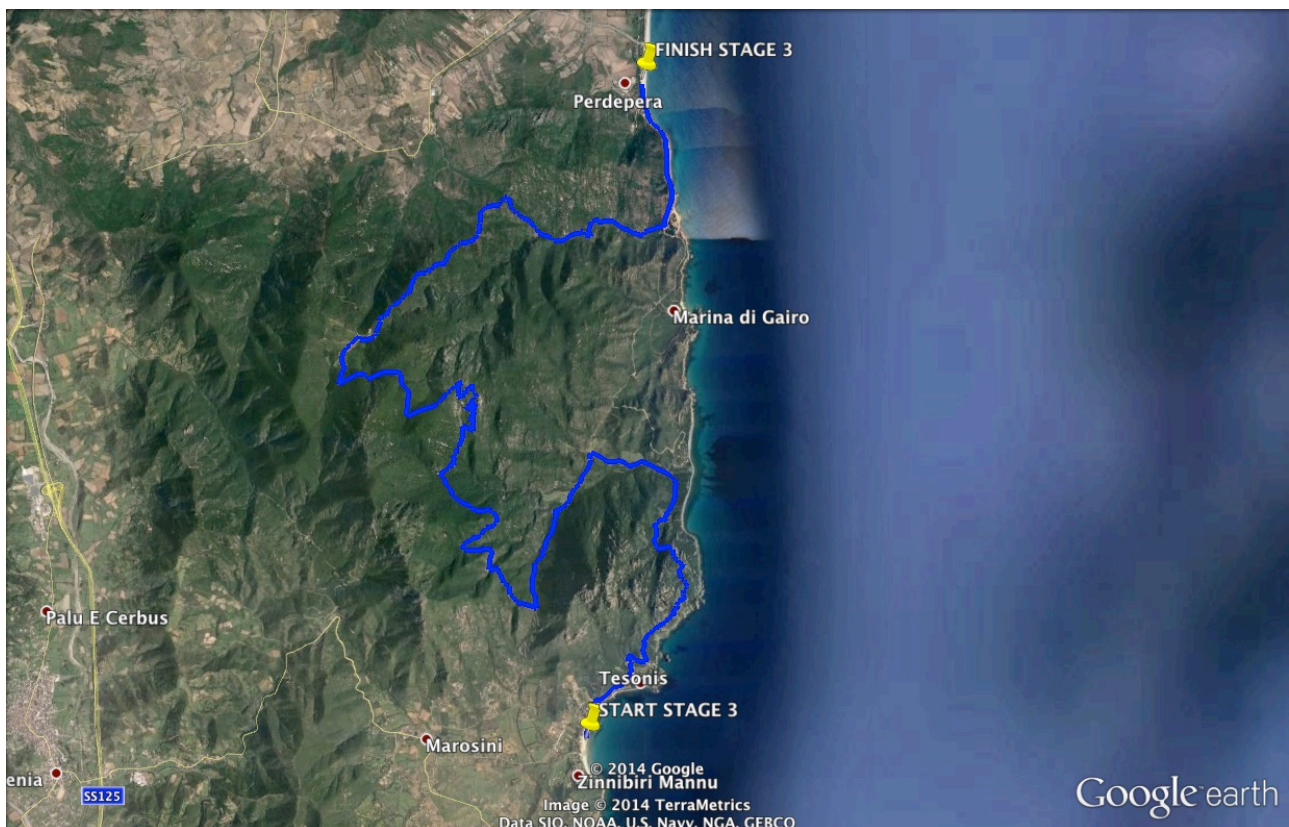 FINISH STAGE 3
Perdepera
Marina di Gairo
Palu E Cerbus
Tesonis
START STAGE 3
Marosini
enia
SS125
© 2014 Google
Zinnibiri Mannu
Image © 2014 TerraMetrics
Data SIO, NOAA, U.S. Navy, NGA, GEBCO
Google earth